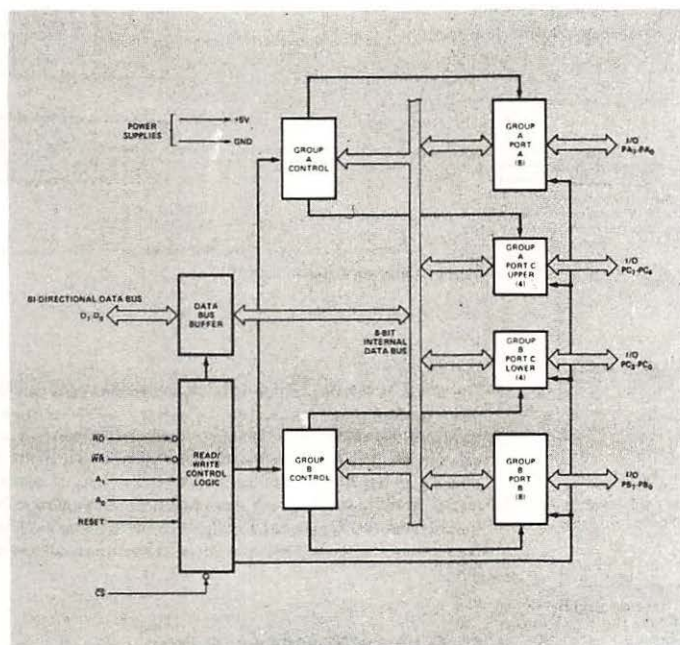 POWER
SUPPLIES
+5V
GND
GROUP
A
CONTROL
GROUP
A
PORT A
(8)
I/O
PA7-PA0
GROUP
A
PORT C
UPPER
(4)
I/O
PC7-PC4
BI-DIRECTIONAL DATA BUS
D7-D0
DATA
BUS
BUFFER
8-BIT
INTERNAL
DATA BUS
GROUP
B
PORT C
LOWER
(4)
I/O
PC3-PC0
RD
WR
A1
A0
RESET
READ/
WRITE
CONTROL
LOGIC
GROUP
B
CONTROL
GROUP
B
PORT
B
(8)
I/O
PB7-PB0
CS